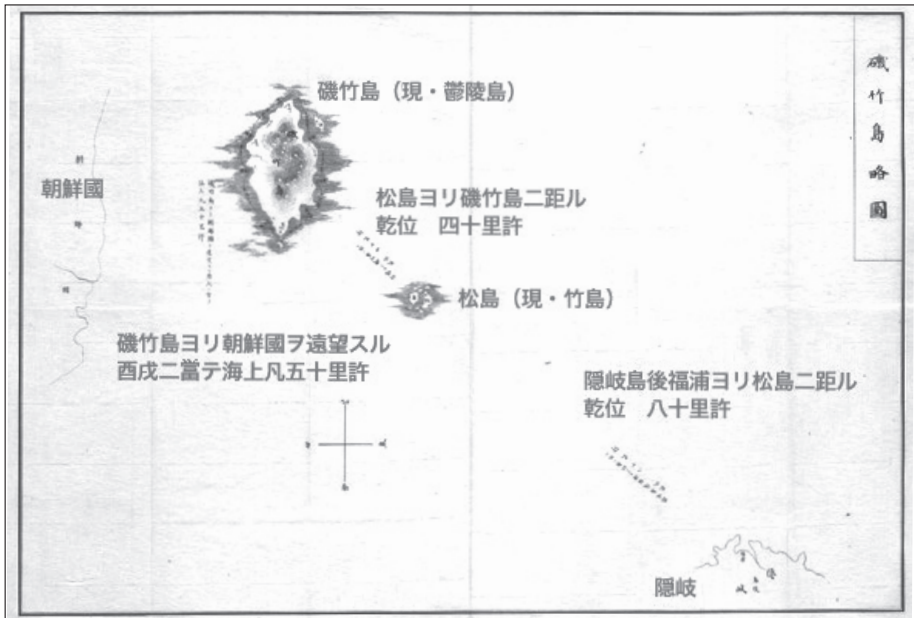 磯竹島略圖
磯竹島（現・鬱陵島）
朝鮮國
松島ヨリ磯竹島ニ距ル
乾位　四十里許
松島（現・竹島）
磯竹島ヨリ朝鮮國ヲ遠望スル
酉戌ニ當テ海上凡五十里許
隠岐島後福浦ヨリ松島ニ距ル
乾位　八十里許
隠岐